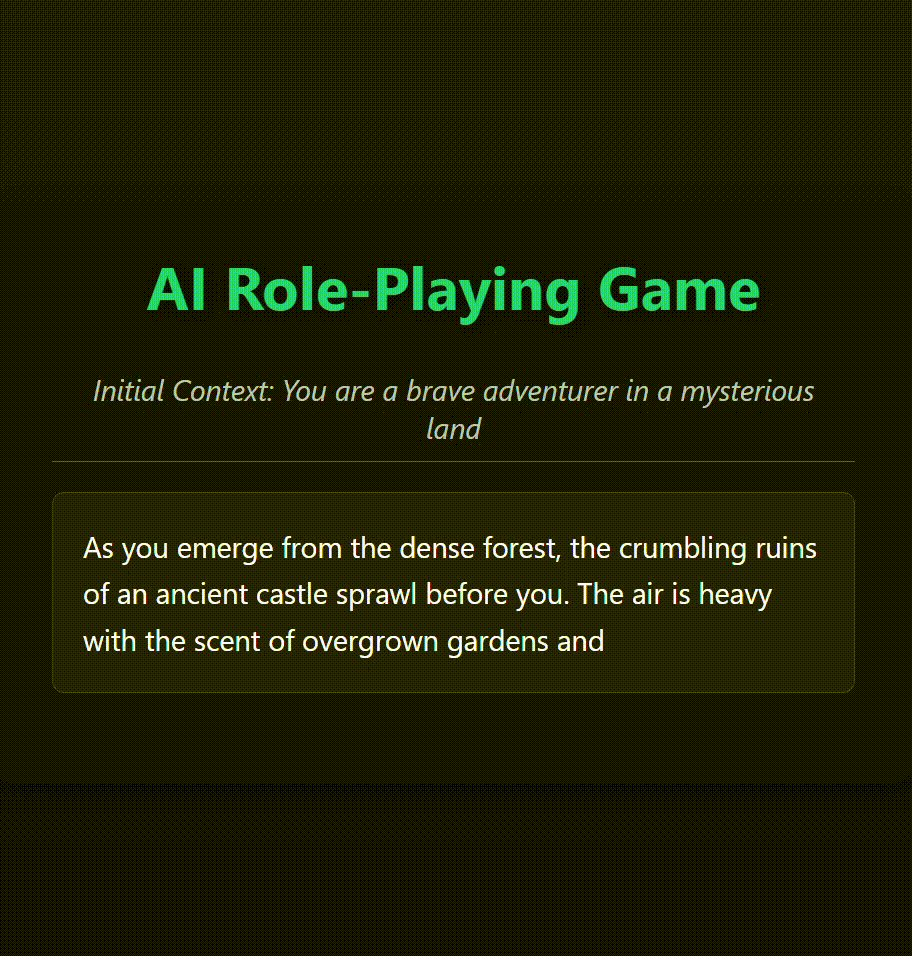 AI Role-Playing Game
Initial Context: You are a brave adventurer in a mysterious
land
As you emerge from the dense forest, the crumbling ruins
of an ancient castle sprawl before you. The air is heavy
with the scent of overgrown gardens and